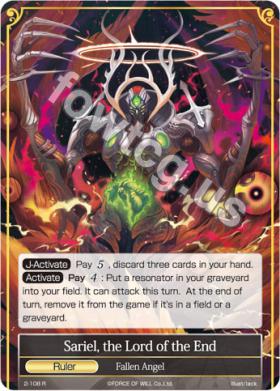 fowtcg.us
J-Activate Pay 5, discard three cards in your hand.
Activate Pay 4: Put a resonator in your graveyard
into your field. It can attack this turn. At the end of
turn, remove it from the game if it's in a field or a
graveyard.
Sariel, the Lord of the End
Ruler Fallen Angel
2-108 R ©FORCE OF WILL Co.,Ltd. Illust/tack